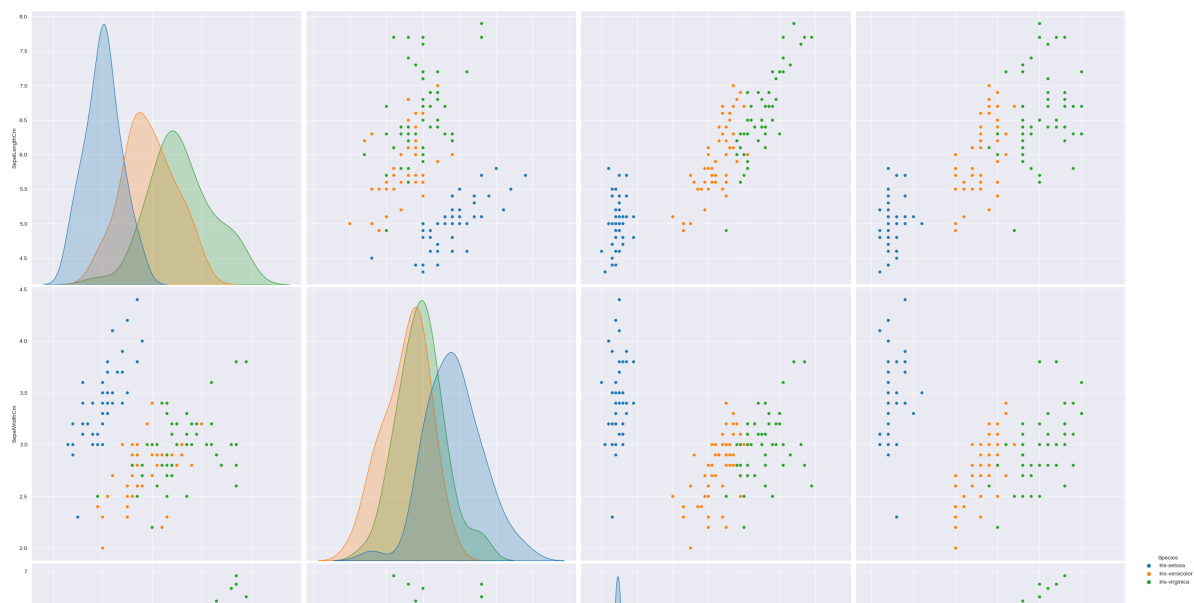 8.0
7.5
7.0
6.5
6.0
5.5
5.0
4.5
SepalLengthCm
4.5
4.0
3.5
3.0
2.5
2.0
SepalWidthCm
7
Species
Iris-setosa
Iris-versicolor
Iris-virginica